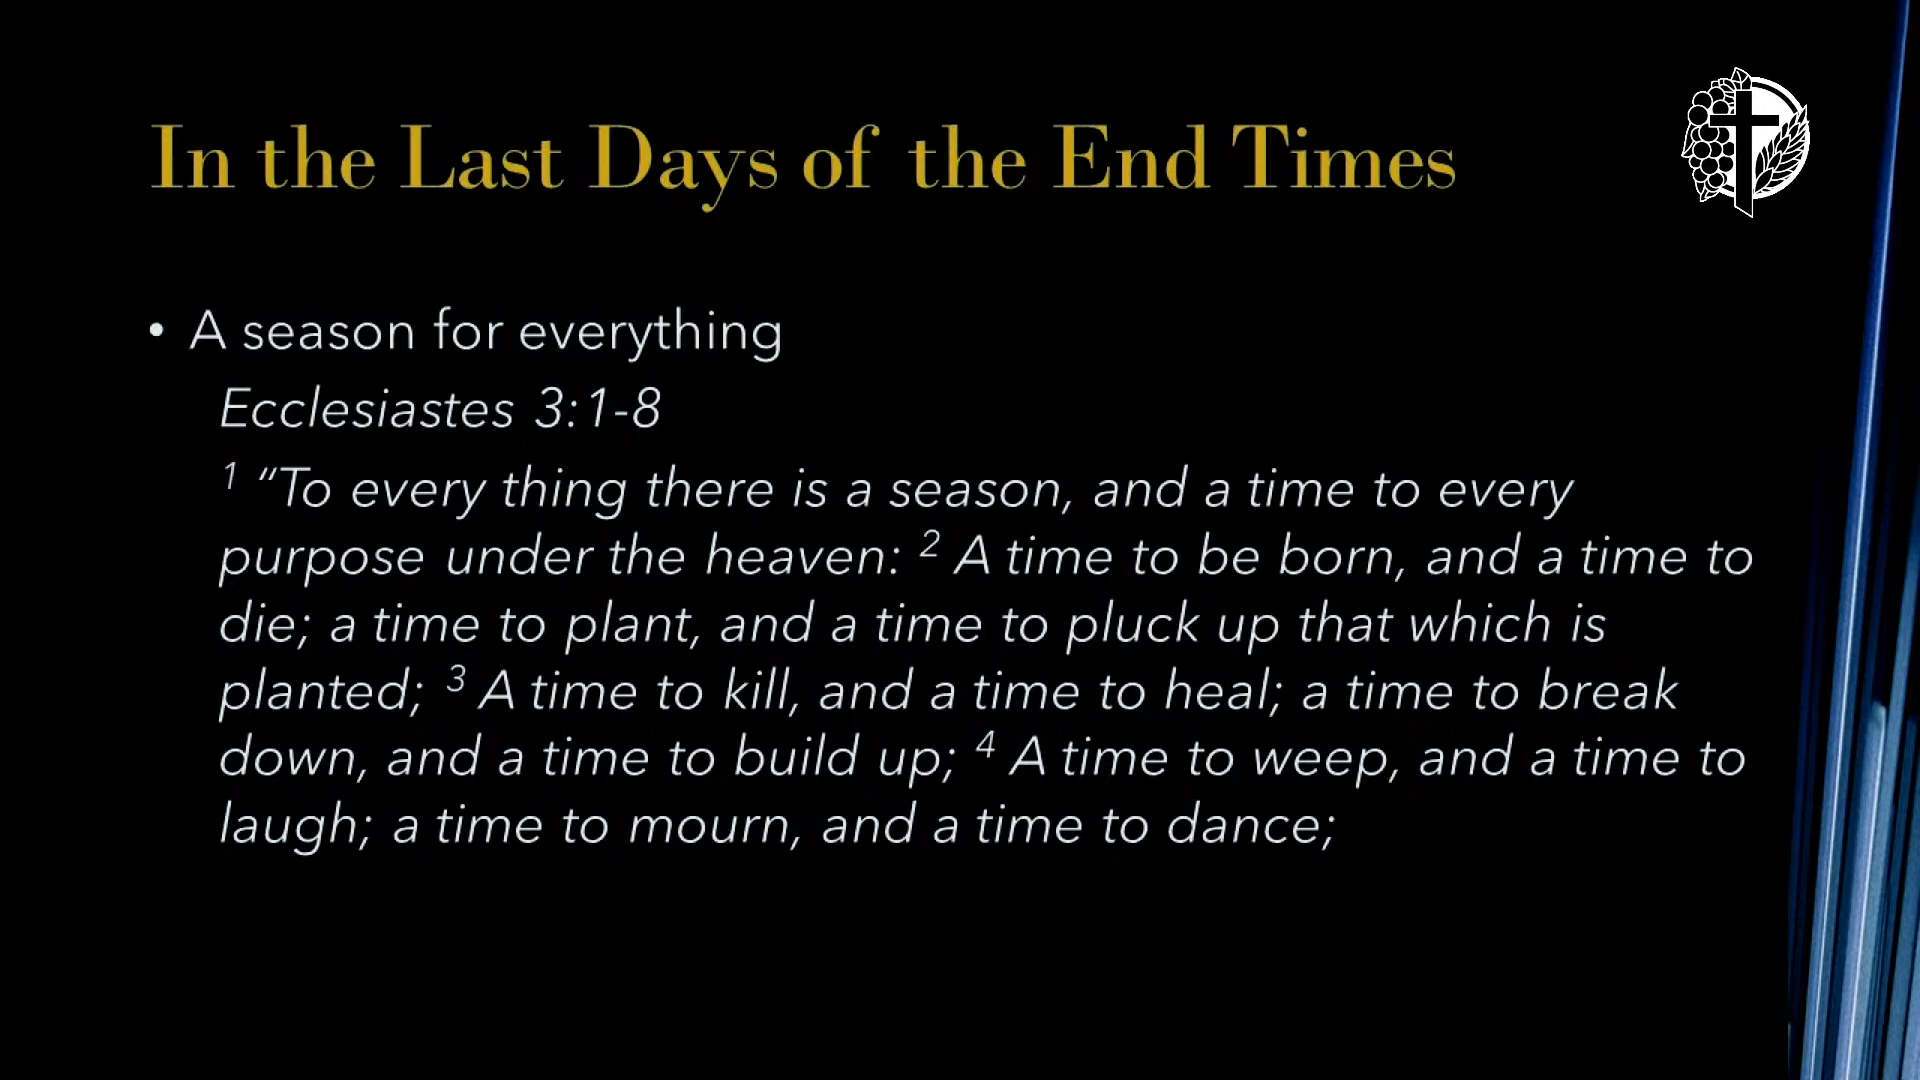 In the Last Days of the End Times
• A season for everything
Ecclesiastes 3:1-8
1 “To every thing there is a season, and a time to every
purpose under the heaven: 2 A time to be born, and a time to
die; a time to plant, and a time to pluck up that which is
planted; 3 A time to kill, and a time to heal; a time to break
down, and a time to build up; 4 A time to weep, and a time to
laugh; a time to mourn, and a time to dance;